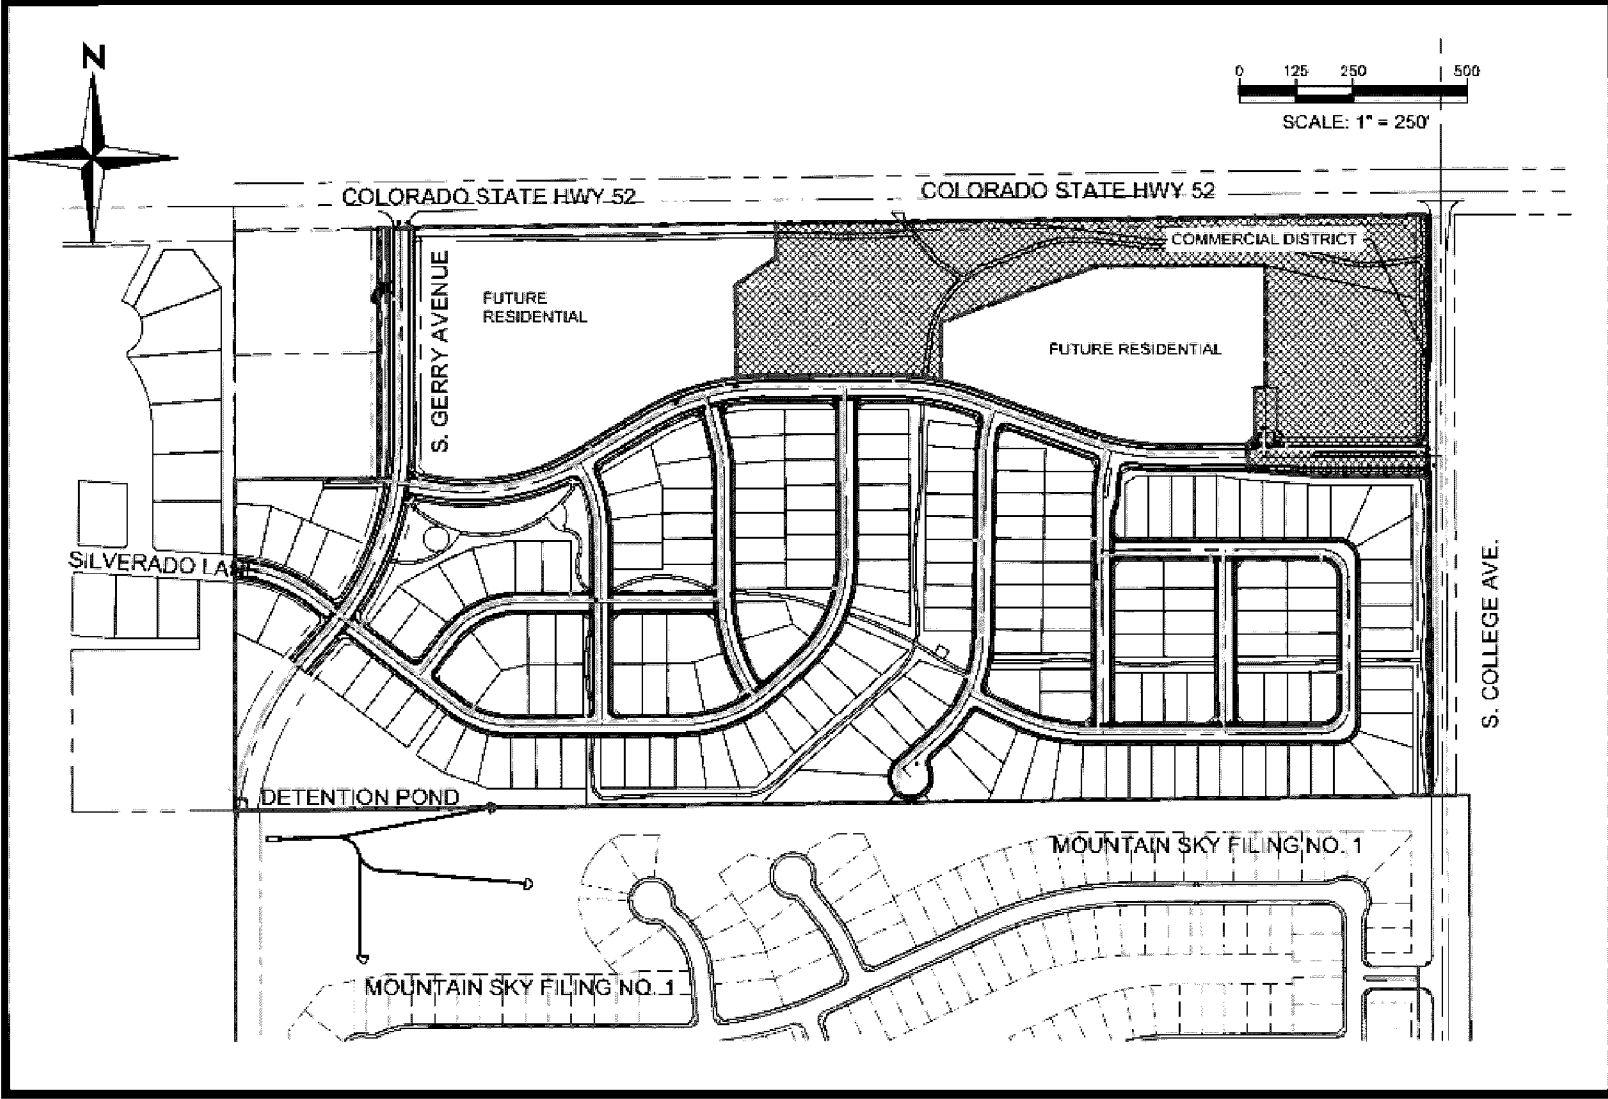 N
0 125 250 500
SCALE: 1" = 250'
COLORADO STATE HWY 52
COLORADO STATE HWY 52
COMMERCIAL DISTRICT
S. GERRY AVENUE
FUTURE
RESIDENTIAL
FUTURE RESIDENTIAL
SILVERADO LANE
S. COLLEGE AVE.
DETENTION POND
MOUNTAIN SKY FILING NO. 1
MOUNTAIN SKY FILING NO. 1